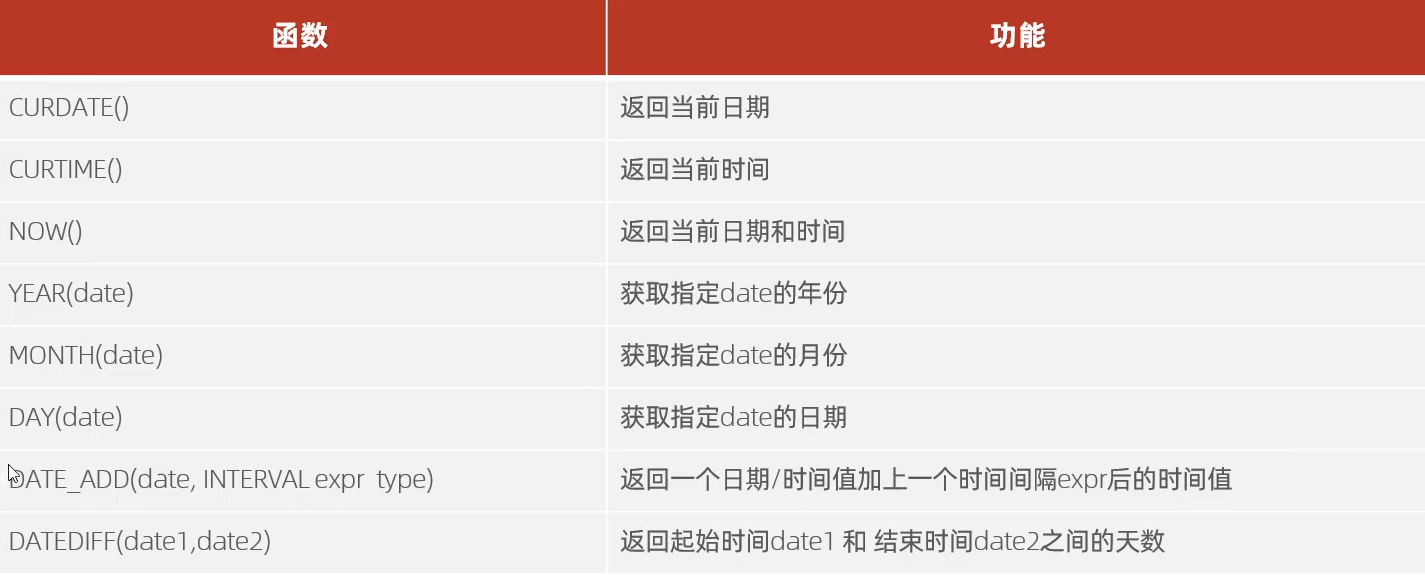 函数 功能
CURDATE() 返回当前日期
CURTIME() 返回当前时间
NOW() 返回当前日期和时间
YEAR(date) 获取指定date的年份
MONTH(date) 获取指定date的月份
DAY(date) 获取指定date的日期
DATE_ADD(date, INTERVAL expr type) 返回一个日期/时间值加上一个时间间隔expr后的时间值
DATEDIFF(date1,date2) 返回起始时间date1 和 结束时间date2之间的天数